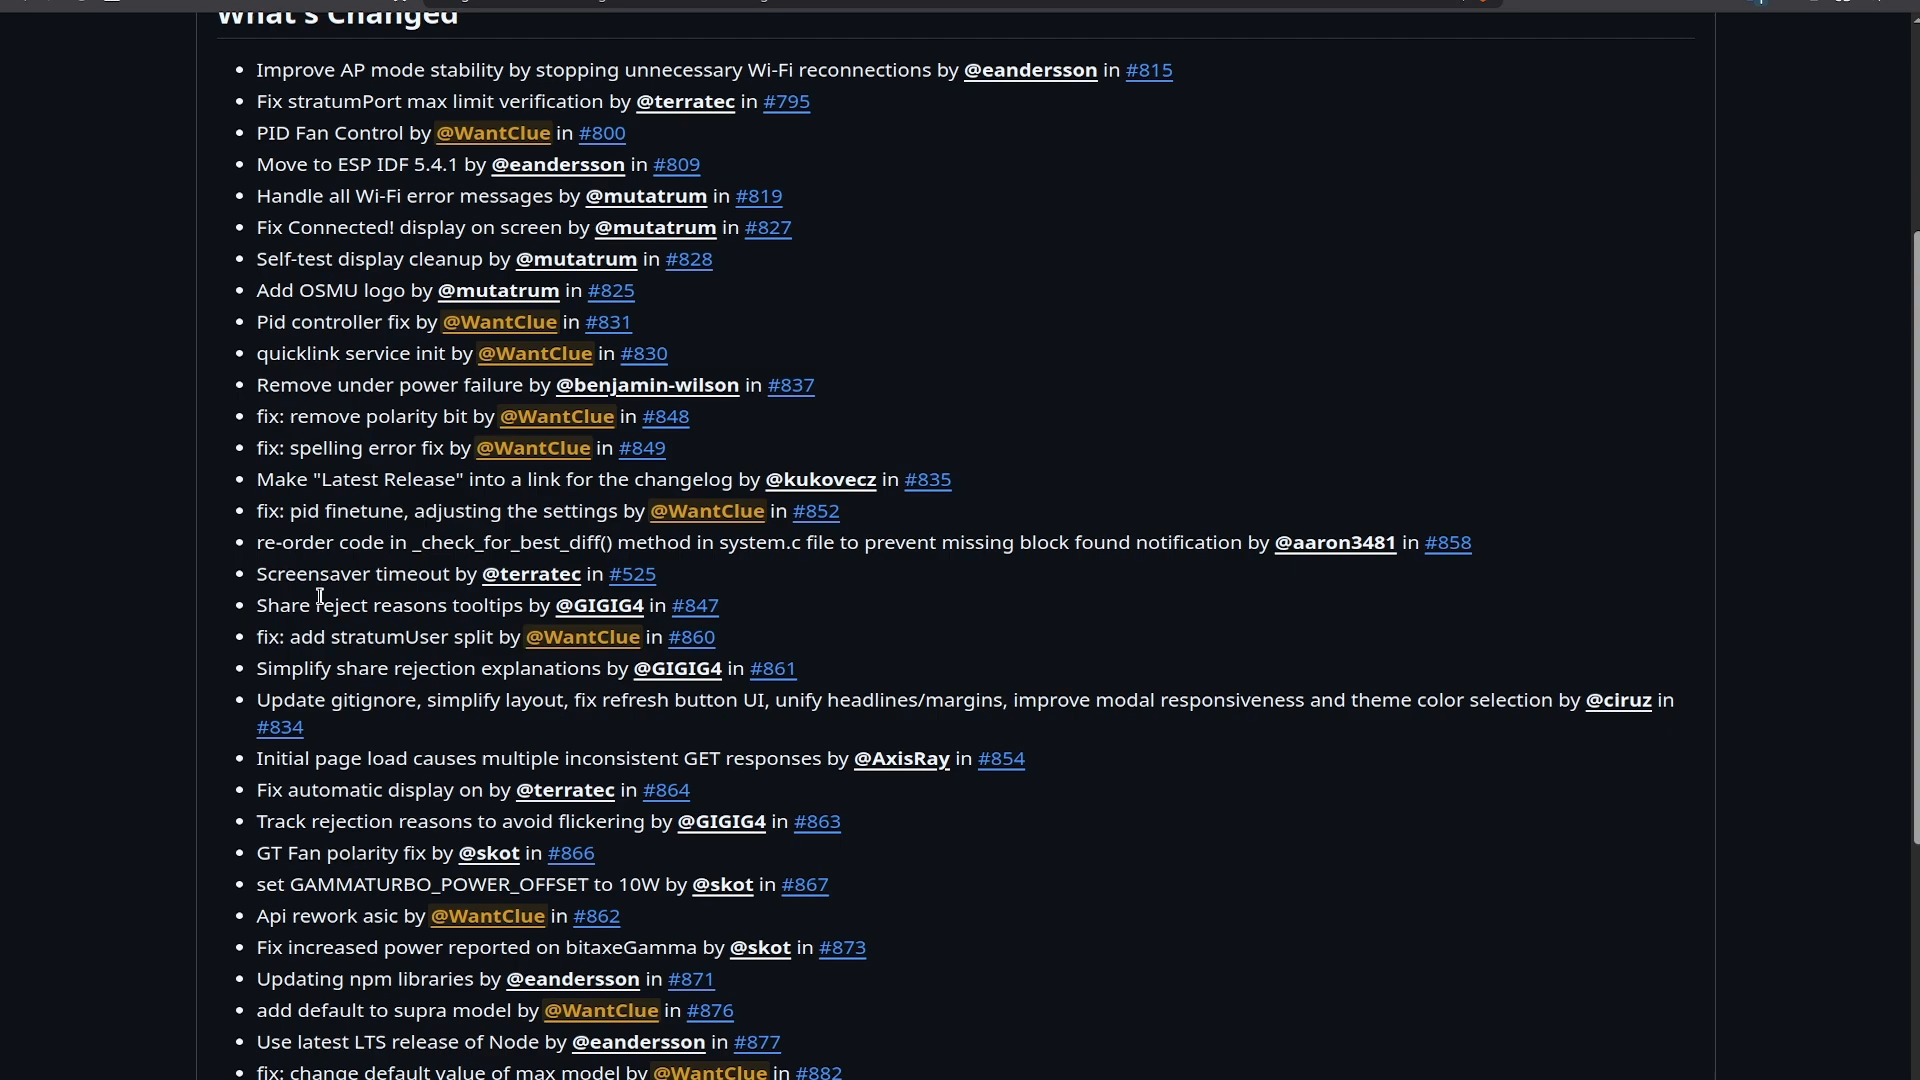 What's Changed
Improve AP mode stability by stopping unnecessary Wi-Fi reconnections by @eandersson in #815
Fix stratumPort max limit verification by @terratec in #795
PID Fan Control by @WantClue in #800
Move to ESP IDF 5.4.1 by @eandersson in #809
Handle all Wi-Fi error messages by @mutatrum in #819
Fix Connected! display on screen by @mutatrum in #827
Self-test display cleanup by @mutatrum in #828
Add OSMU logo by @mutatrum in #825
Pid controller fix by @WantClue in #831
quicklink service init by @WantClue in #830
Remove under power failure by @benjamin-wilson in #837
fix: remove polarity bit by @WantClue in #848
fix: spelling error fix by @WantClue in #849
Make "Latest Release" into a link for the changelog by @kukovecz in #835
fix: pid finetune, adjusting the settings by @WantClue in #852
re-order code in _check_for_best_diff() method in system.c file to prevent missing block found notification by @aaron3481 in #858
Screensaver timeout by @terratec in #525
Share reject reasons tooltips by @GIGIG4 in #847
fix: add stratumUser split by @WantClue in #860
Simplify share rejection explanations by @GIGIG4 in #861
Update gitignore, simplify layout, fix refresh button UI, unify headlines/margins, improve modal responsiveness and theme color selection by @ciruz in
#834
Initial page load causes multiple inconsistent GET responses by @AxisRay in #854
Fix automatic display on by @terratec in #864
Track rejection reasons to avoid flickering by @GIGIG4 in #863
GT Fan polarity fix by @skot in #866
set GAMMATURBO_POWER_OFFSET to 10W by @skot in #867
Api rework asic by @WantClue in #862
Fix increased power reported on bitaxeGamma by @skot in #873
Updating npm libraries by @eandersson in #871
add default to supra model by @WantClue in #876
Use latest LTS release of Node by @eandersson in #877
fix: change default value of max model by @WantClue in #882